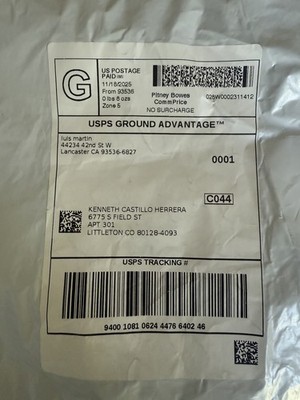 G
US POSTAGE
PAID IMI
11/15/2025
From 93536
0 lbs 8 ozs
Zone 5
Pitney Bowes
CommPrice
NO SURCHARGE
026W0002311412
USPS GROUND ADVANTAGE™
luis martin
44234 42nd St W
Lancaster CA 93536-6827
0001
C044
KENNETH CASTILLO HERRERA
6775 S FIELD ST
APT 301
LITTLETON CO 80128-4093
USPS TRACKING #
9400 1081 0624 4476 6402 46